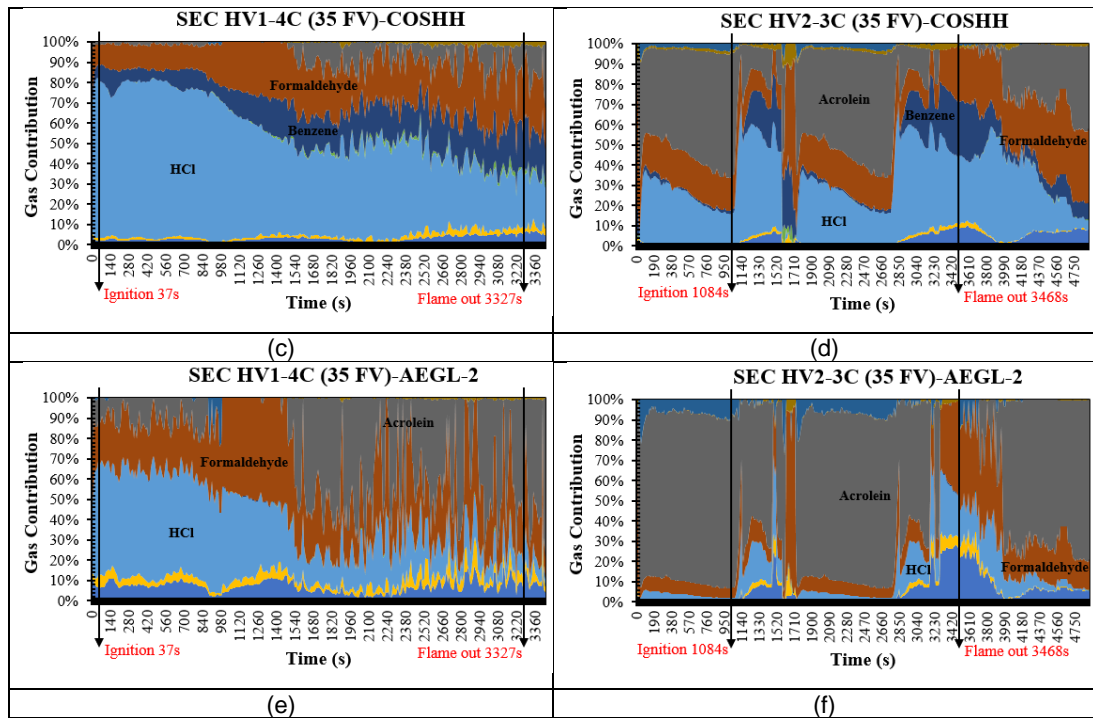 SEC HV1-4C (35 FV)-COSHH
Gas Contribution
100%
90%
80%
70%
60%
50%
40%
30%
20%
10%
0%
Formaldehyde
Benzene
HCl
0 140 280 420 560 700 840 980 1120 1260 1400 1540 1680 1820 1960 2100 2240 2380 2520 2660 2800 2940 3080 3220 3360
Ignition 37s
Time (s)
Flame out 3327s
(c)
SEC HV2-3C (35 FV)-COSHH
Gas Contribution
100%
90%
80%
70%
60%
50%
40%
30%
20%
10%
0%
Acrolein
Benzene
Formaldehyde
HCl
0 190 380 570 760 950 1140 1330 1520 1710 1900 2090 2280 2470 2660 2850 3040 3230 3420 3610 3800 3990 4180 4370 4560 4750
Ignition 1084s
Time (s)
Flame out 3468s
(d)
SEC HV1-4C (35 FV)-AEGL-2
Gas Contribution
100%
90%
80%
70%
60%
50%
40%
30%
20%
10%
0%
Acrolein
Formaldehyde
HCl
0 140 280 420 560 700 840 980 1120 1260 1400 1540 1680 1820 1960 2100 2240 2380 2520 2660 2800 2940 3080 3220 3360
Ignition 37s
Time (s)
Flame out 3327s
(e)
SEC HV2-3C (35 FV)-AEGL-2
Gas Contribution
100%
90%
80%
70%
60%
50%
40%
30%
20%
10%
0%
Acrolein
HCl
Formaldehyde
0 190 380 570 760 950 1140 1330 1520 1710 1900 2090 2280 2470 2660 2850 3040 3230 3420 3610 3800 3990 4180 4370 4560 4750
Ignition 1084s
Time (s)
Flame out 3468s
(f)